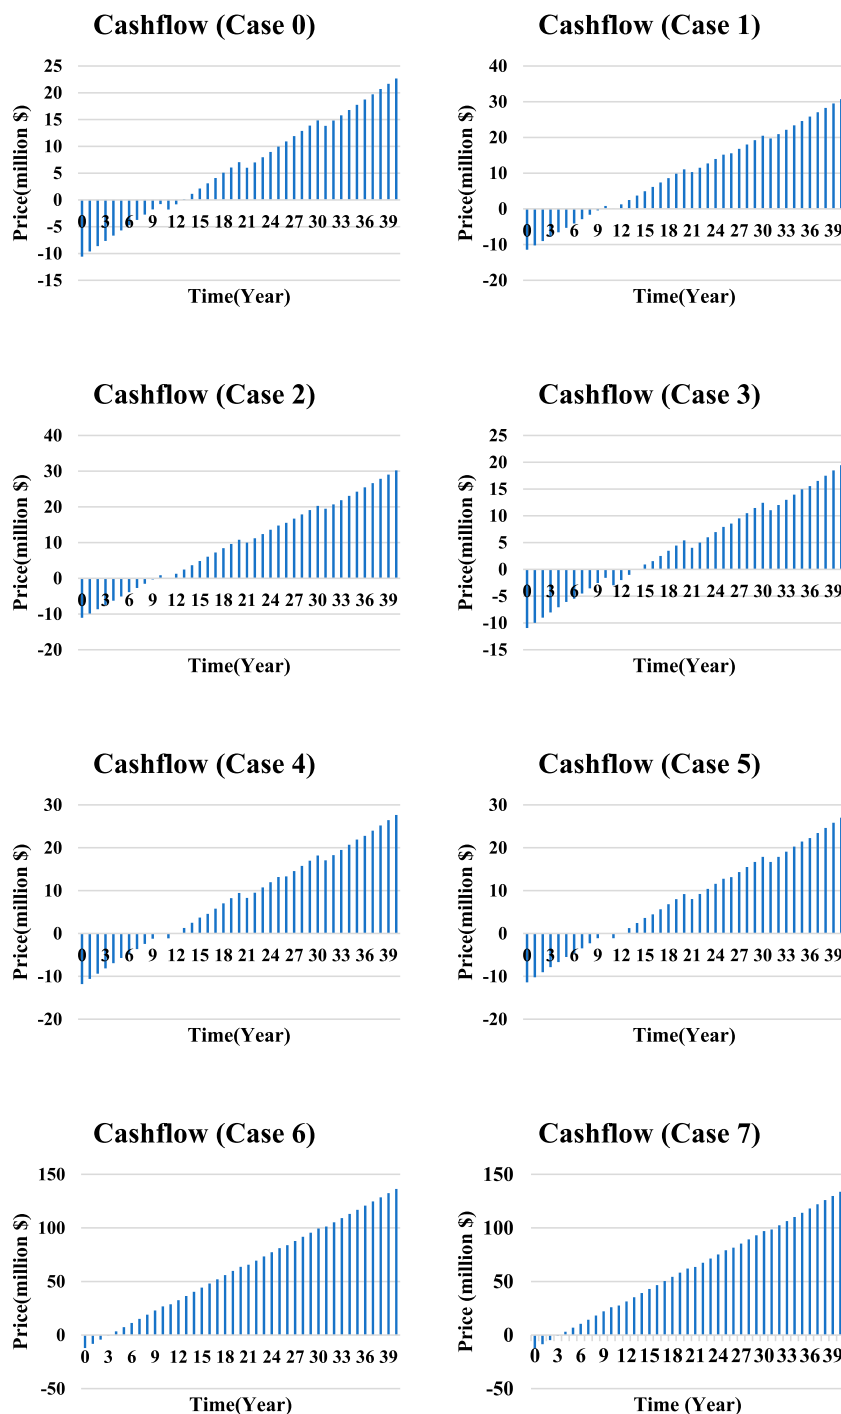 Cashflow (Case 0)
Price(million $)
25
20
15
10
5
0
-5
-10
-15
0 3 6 9 12 15 18 21 24 27 30 33 36 39
Time(Year)
Cashflow (Case 1)
Price(million $)
40
30
20
10
0
-10
-20
0 3 6 9 12 15 18 21 24 27 30 33 36 39
Time(Year)
Cashflow (Case 2)
Price(million $)
40
30
20
10
0
-10
-20
0 3 6 9 12 15 18 21 24 27 30 33 36 39
Time(Year)
Cashflow (Case 3)
Price(million $)
25
20
15
10
5
0
-5
-10
-15
0 3 6 9 12 15 18 21 24 27 30 33 36 39
Time(Year)
Cashflow (Case 4)
Price(million $)
30
20
10
0
-10
-20
0 3 6 9 12 15 18 21 24 27 30 33 36 39
Time(Year)
Cashflow (Case 5)
Price(million $)
30
20
10
0
-10
-20
0 3 6 9 12 15 18 21 24 27 30 33 36 39
Time(Year)
Cashflow (Case 6)
Price(million $)
150
100
50
0
-50
0 3 6 9 12 15 18 21 24 27 30 33 36 39
Time(Year)
Cashflow (Case 7)
Price (million $)
150
100
50
0
-50
0 3 6 9 12 15 18 21 24 27 30 33 36 39
Time (Year)